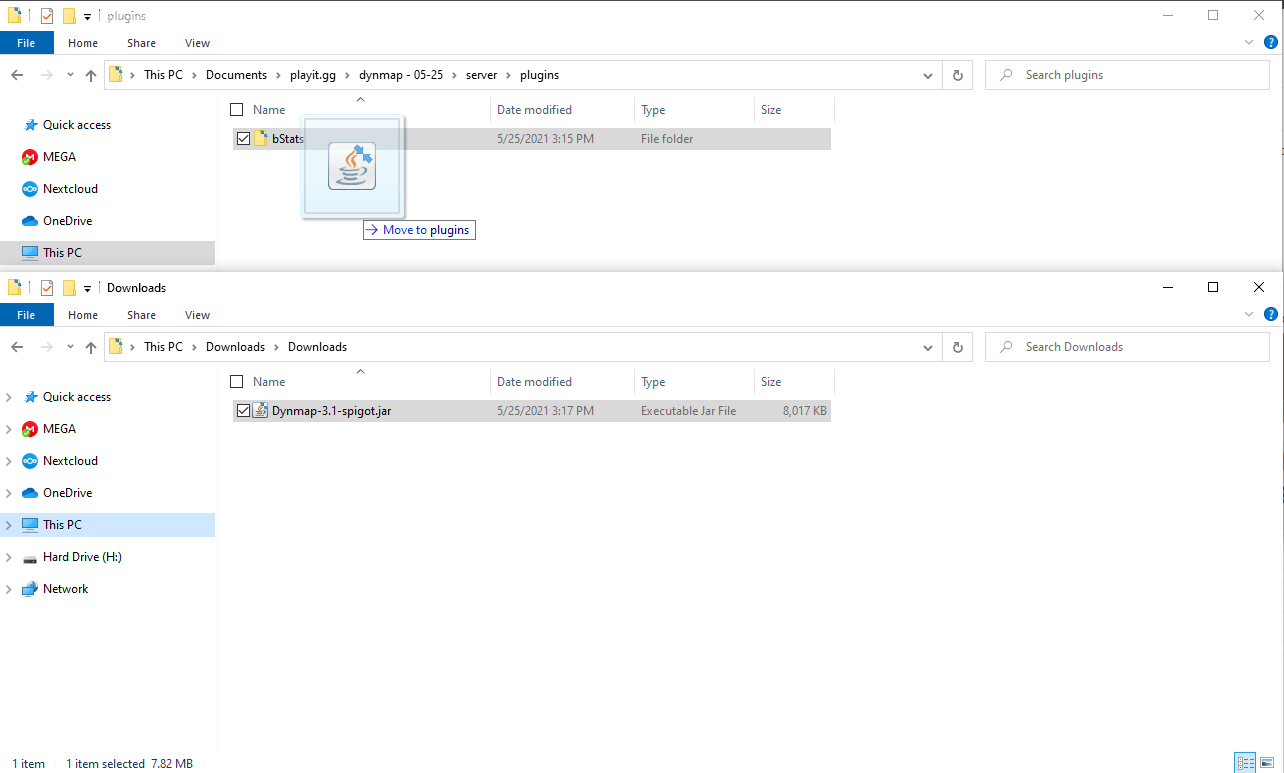 plugins
File Home Share View
This PC Documents playit.gg dynmap - 05-25 server plugins Search plugins
Name Date modified Type Size
Quick access
bStats 5/25/2021 3:15 PM File folder
MEGA
Nextcloud
OneDrive
Move to plugins
This PC
Downloads
File Home Share View
This PC Downloads Downloads Search Downloads
Name Date modified Type Size
Quick access
Dynmap-3.1-spigot.jar 5/25/2021 3:17 PM Executable Jar File 8,017 KB
MEGA
Nextcloud
OneDrive
This PC
Hard Drive (H:)
Network
1 item 1 item selected 7.82 MB